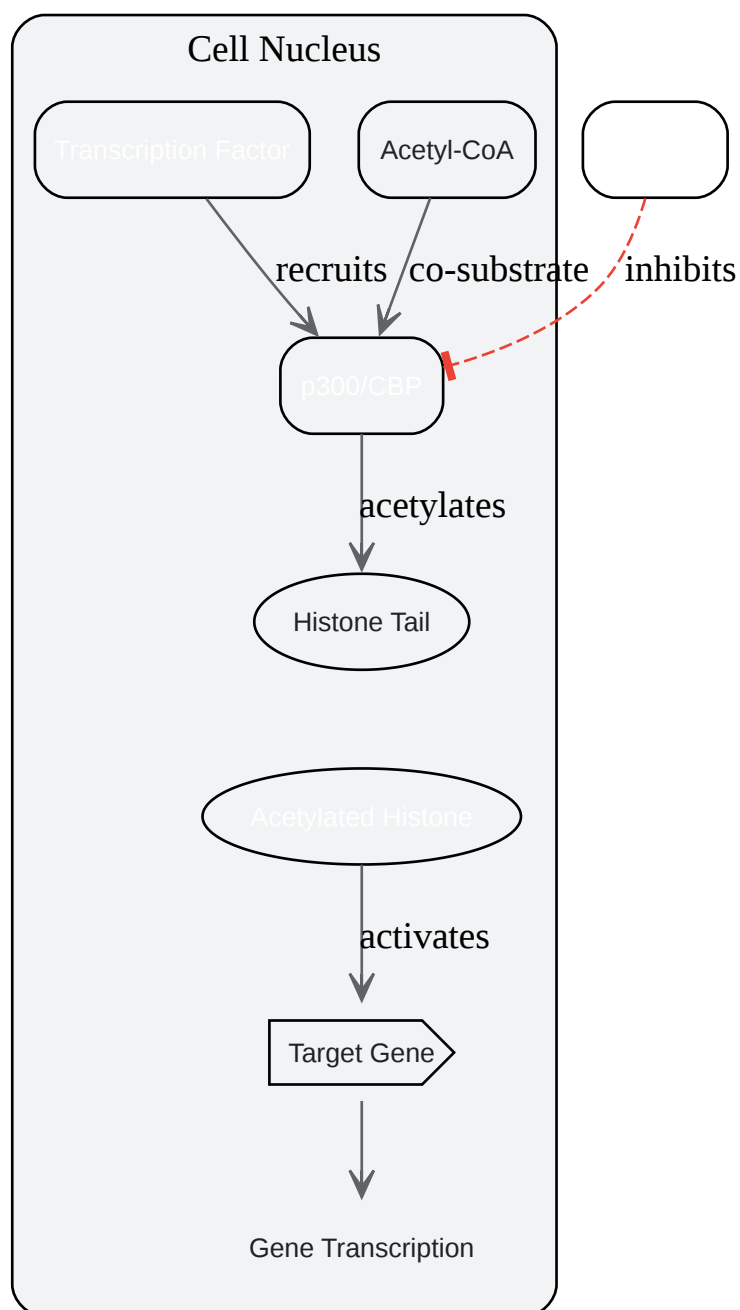 Cell Nucleus
Transcription Factor
Acetyl-CoA
recruits
co-substrate
inhibits
p300/CBP
acetylates
Histone Tail
Acetylated Histone
activates
Target Gene
Gene Transcription